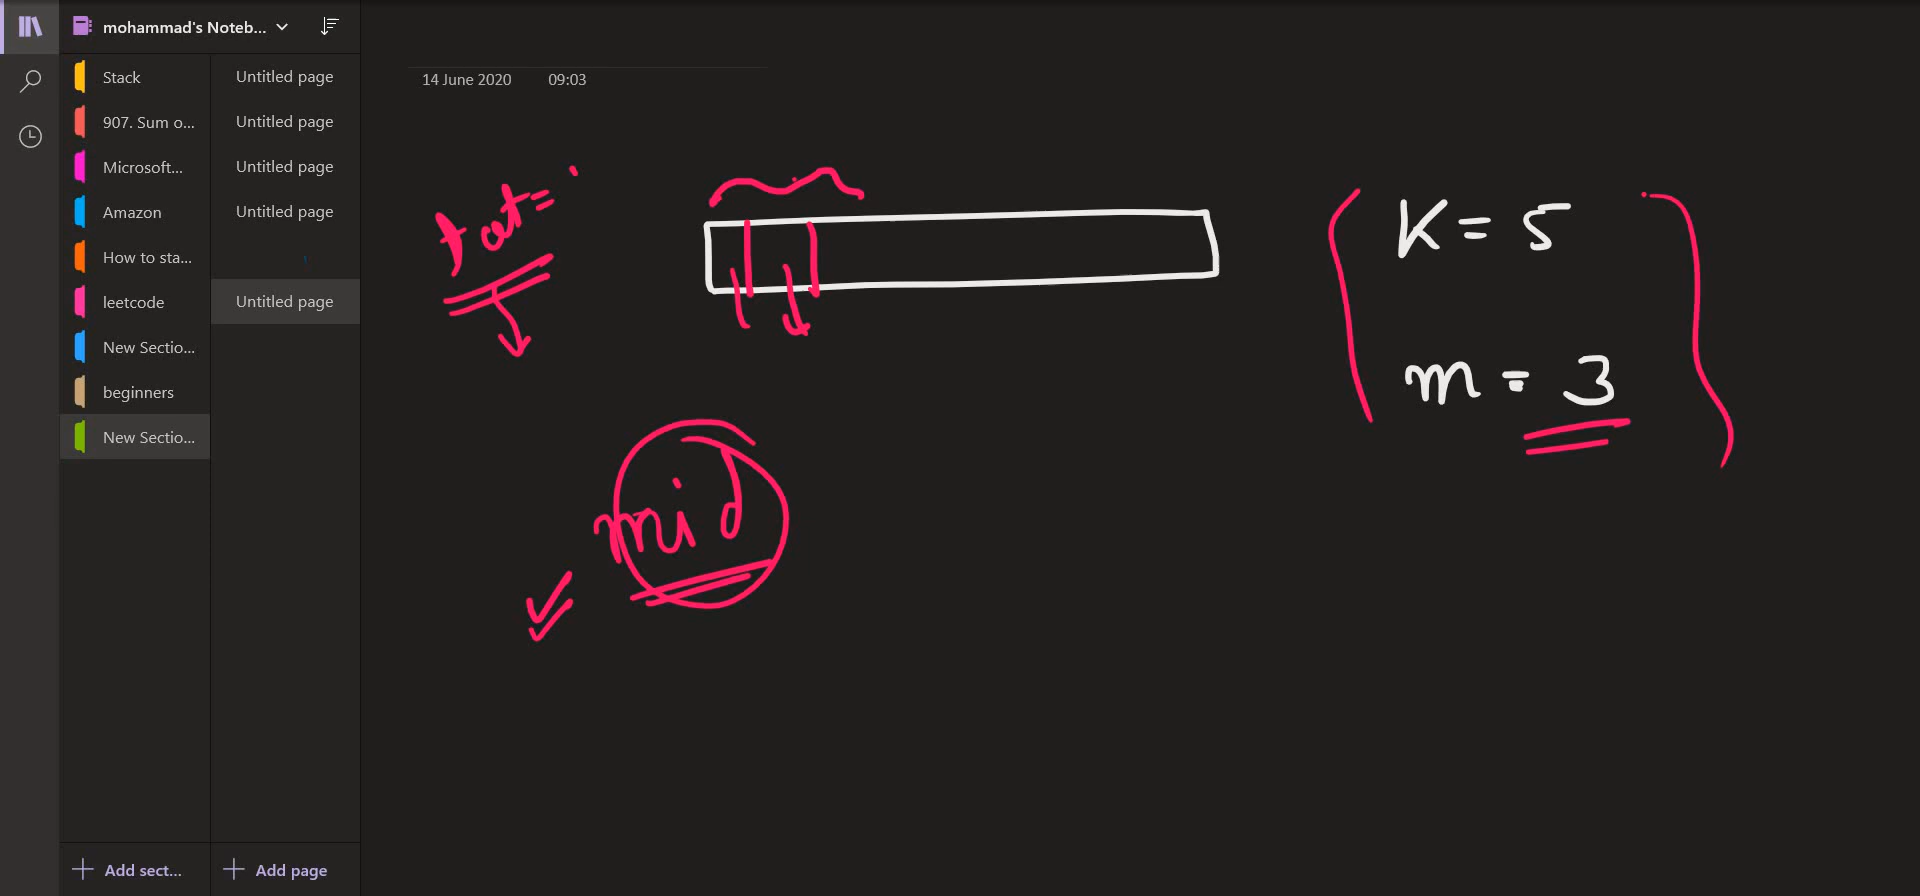 mohammad's Noteb...
Stack
907. Sum o...
Microsoft...
Amazon
How to sta...
leetcode
New Sectio...
beginners
New Sectio...
Add sect...
Untitled page
Untitled page
Untitled page
Untitled page
Untitled page
Add page
14 June 2020 09:03
tot=
K = 5
m = 3
mid